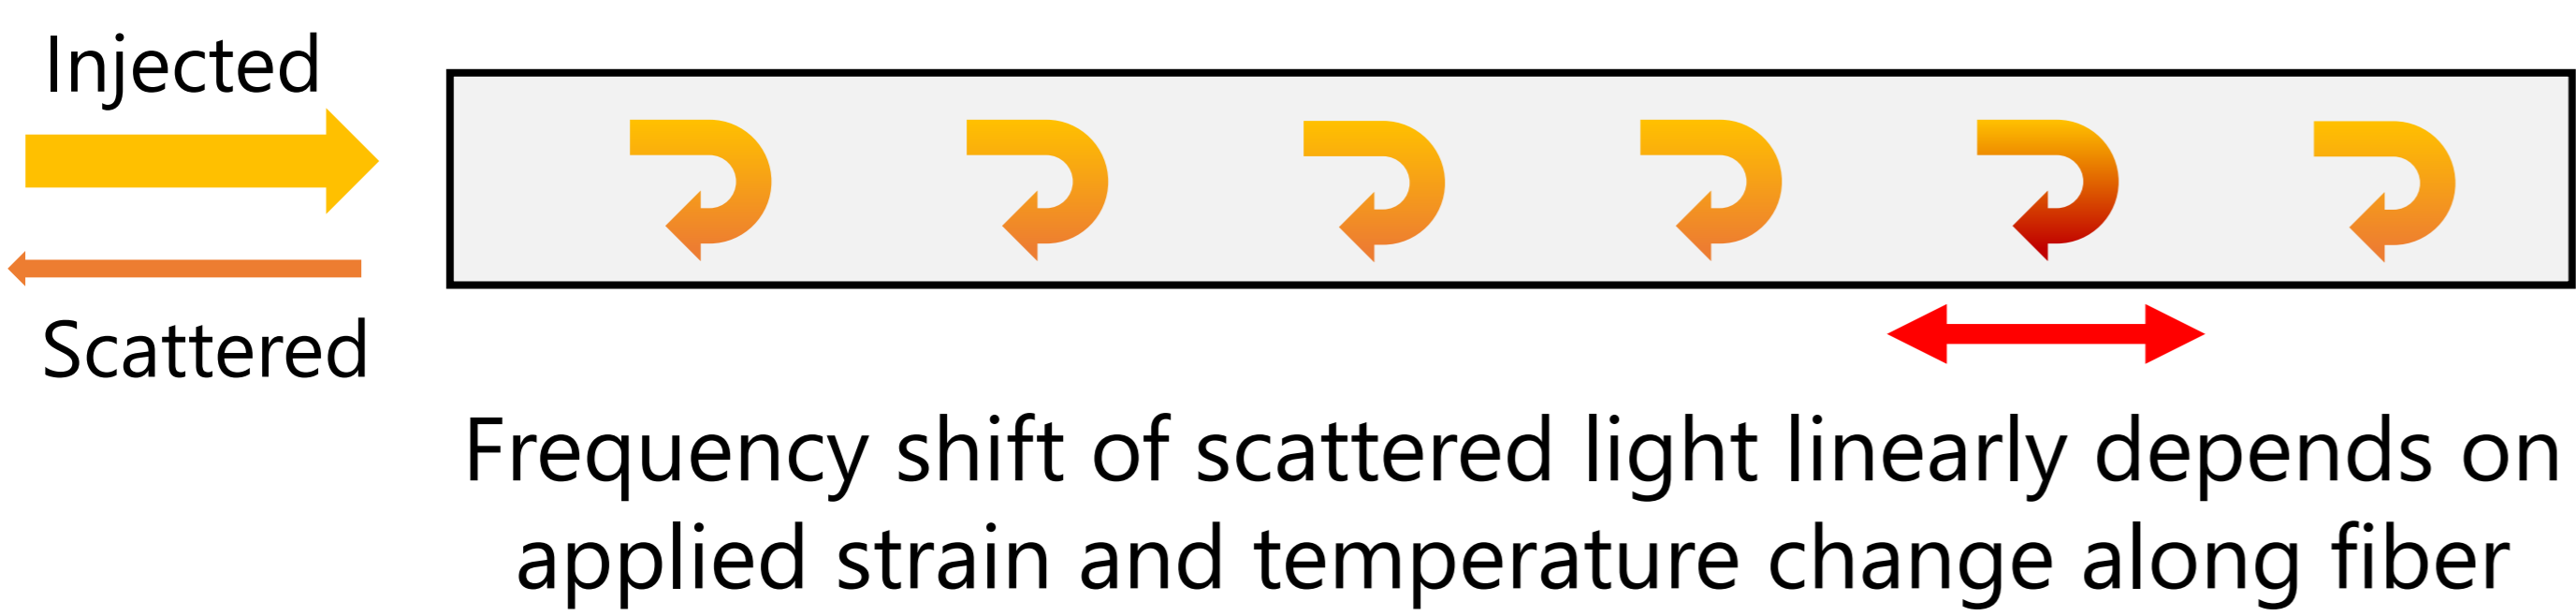 Injected
Scattered
Frequency shift of scattered light linearly depends on
applied strain and temperature change along fiber